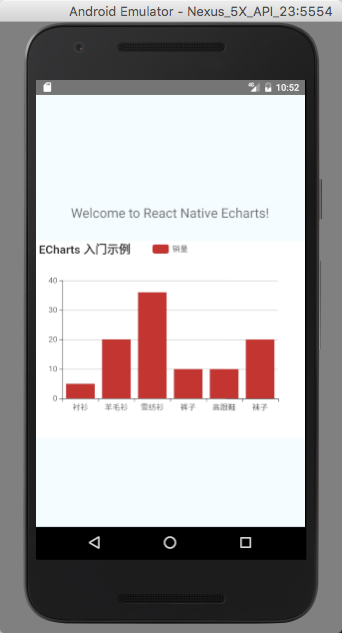 Android Emulator - Nexus_5X_API_23:5554
10:52
Welcome to React Native Echarts!
ECharts 入门示例
销量
40
30
20
10
0
衬衫 羊毛衫 雪纺衫 裤子 高跟鞋 袜子